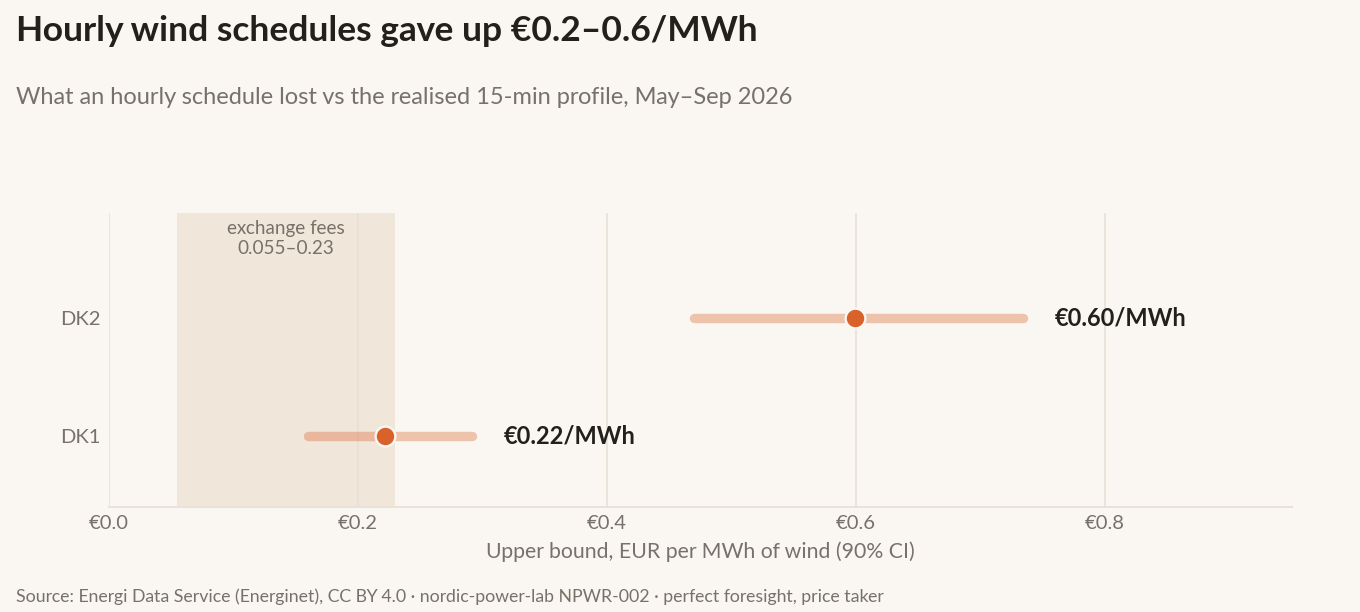 Hourly wind schedules gave up €0.2–0.6/MWh
What an hourly schedule lost vs the realised 15-min profile, May–Sep 2026
exchange fees
0.055–0.23
DK2
€0.60/MWh
DK1
€0.22/MWh
€0.0 €0.2 €0.4 €0.6 €0.8
Upper bound, EUR per MWh of wind (90% CI)
Source: Energi Data Service (Energinet), CC BY 4.0 · nordic-power-lab NPWR-002 · perfect foresight, price taker